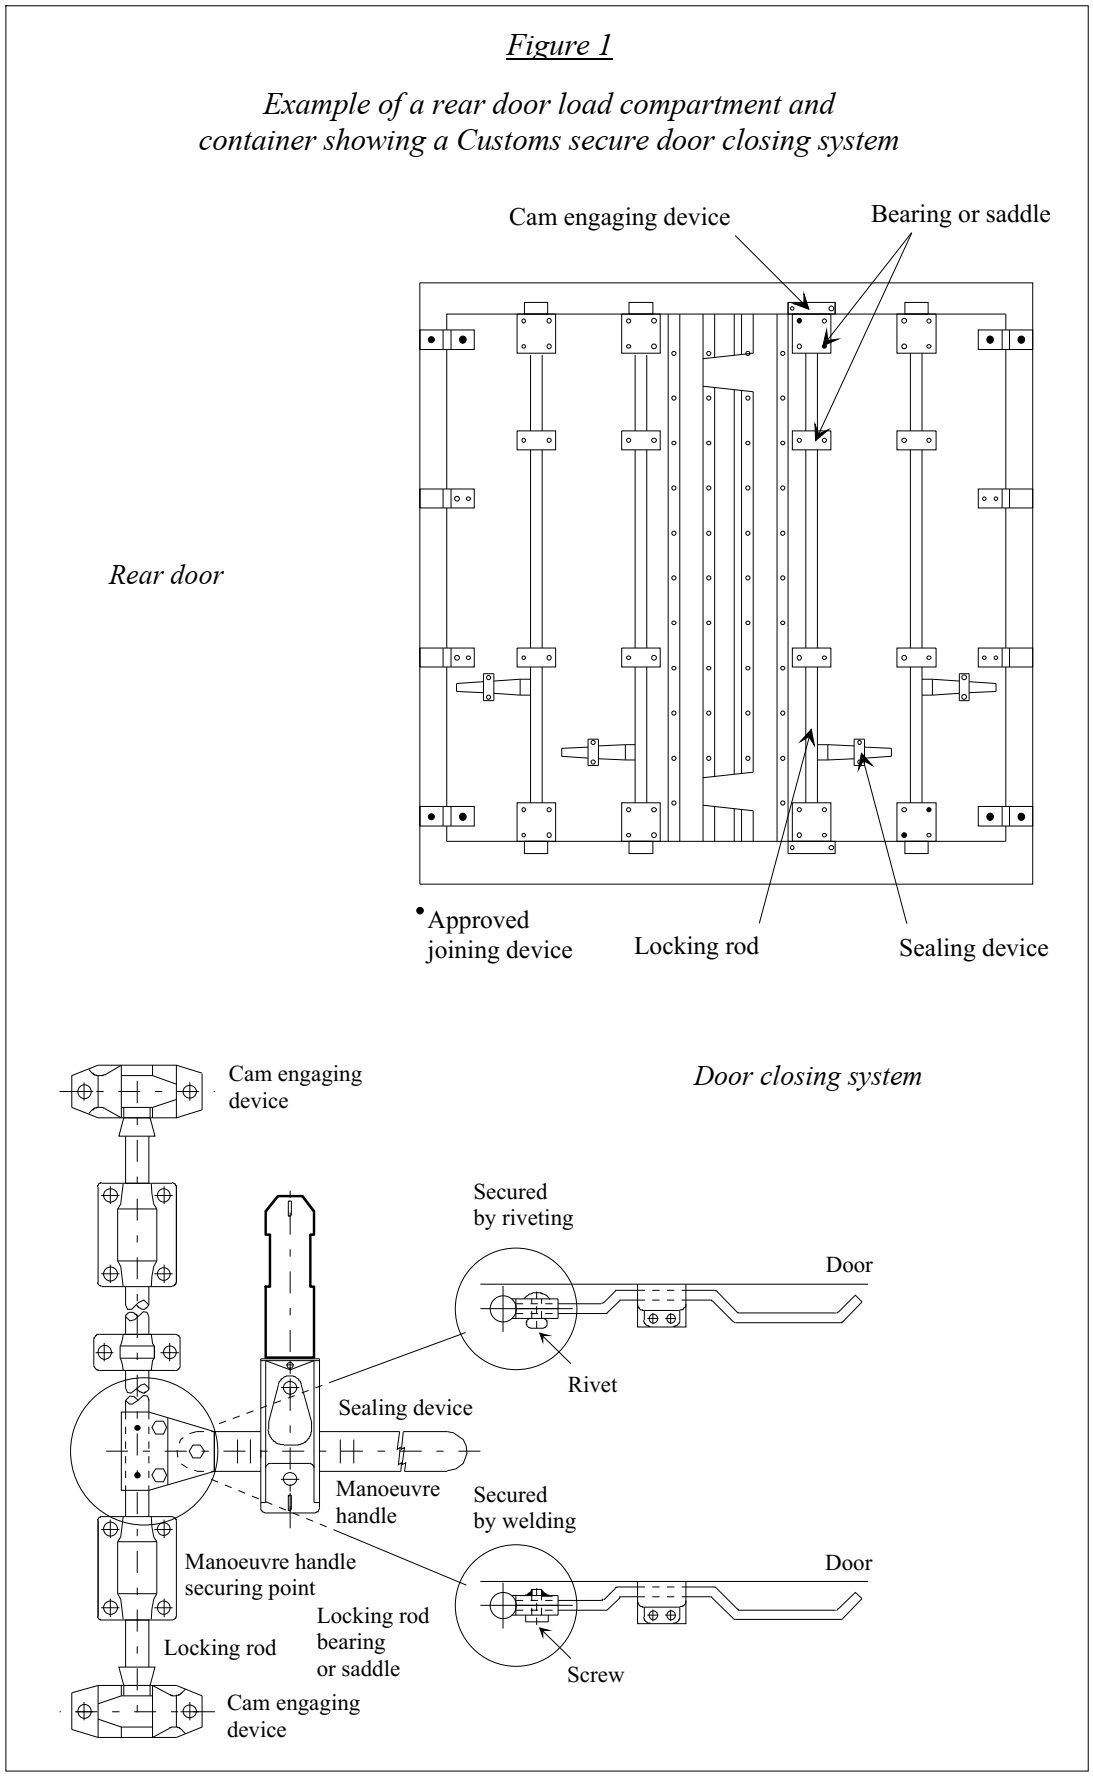 Figure 1
Example of a rear door load compartment and
container showing a Customs secure door closing system
Cam engaging device
Bearing or saddle
Rear door
Approved
joining device
Locking rod
Sealing device
Door closing system
Cam engaging
device
Secured
by riveting
Door
Rivet
Sealing device
Manoeuvre
handle
Secured
by welding
Door
Manoeuvre handle
securing point
Locking rod
bearing
or saddle
Locking rod
Screw
Cam engaging
device